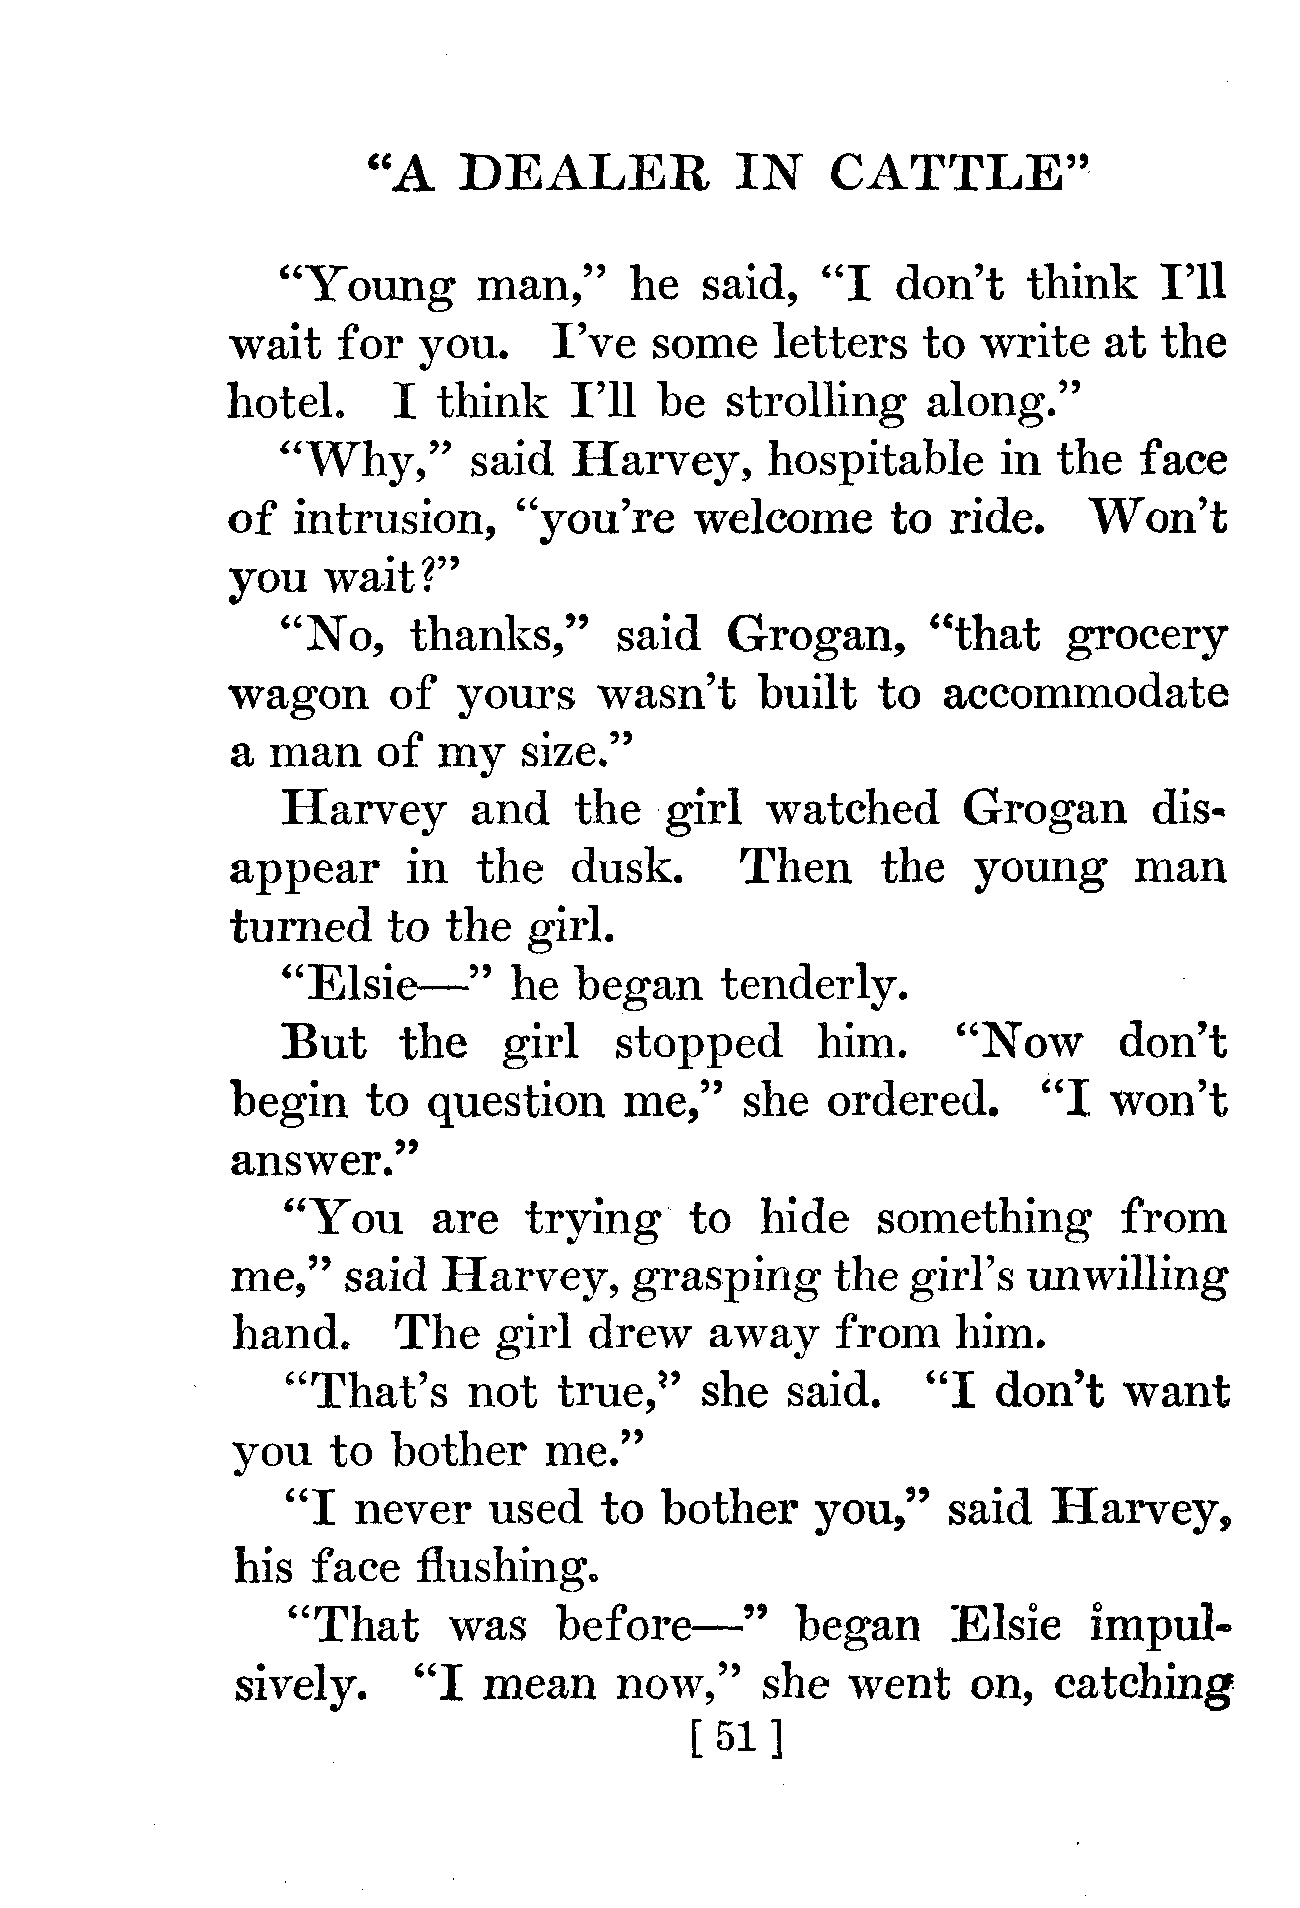 “A DEALER IN CATTLE”
“Young man,” he said, “I don’t think I’ll
wait for you. I’ve some letters to write at the
hotel. I think I’ll be strolling along.”
“Why,” said Harvey, hospitable in the face
of intrusion, “you’re welcome to ride. Won’t
you wait?”
“No, thanks,” said Grogan, “that grocery
wagon of yours wasn’t built to accommodate
a man of my size.”
Harvey and the girl watched Grogan dis-
appear in the dusk. Then the young man
turned to the girl.
“Elsie—” he began tenderly.
But the girl stopped him. “Now don’t
begin to question me,” she ordered. “I won’t
answer.”
“You are trying to hide something from
me,” said Harvey, grasping the girl’s unwilling
hand. The girl drew away from him.
“That’s not true,” she said. “I don’t want
you to bother me.”
“I never used to bother you,” said Harvey,
his face flushing.
“That was before—” began Elsie impul-
sively. “I mean now,” she went on, catching
[ 51 ]